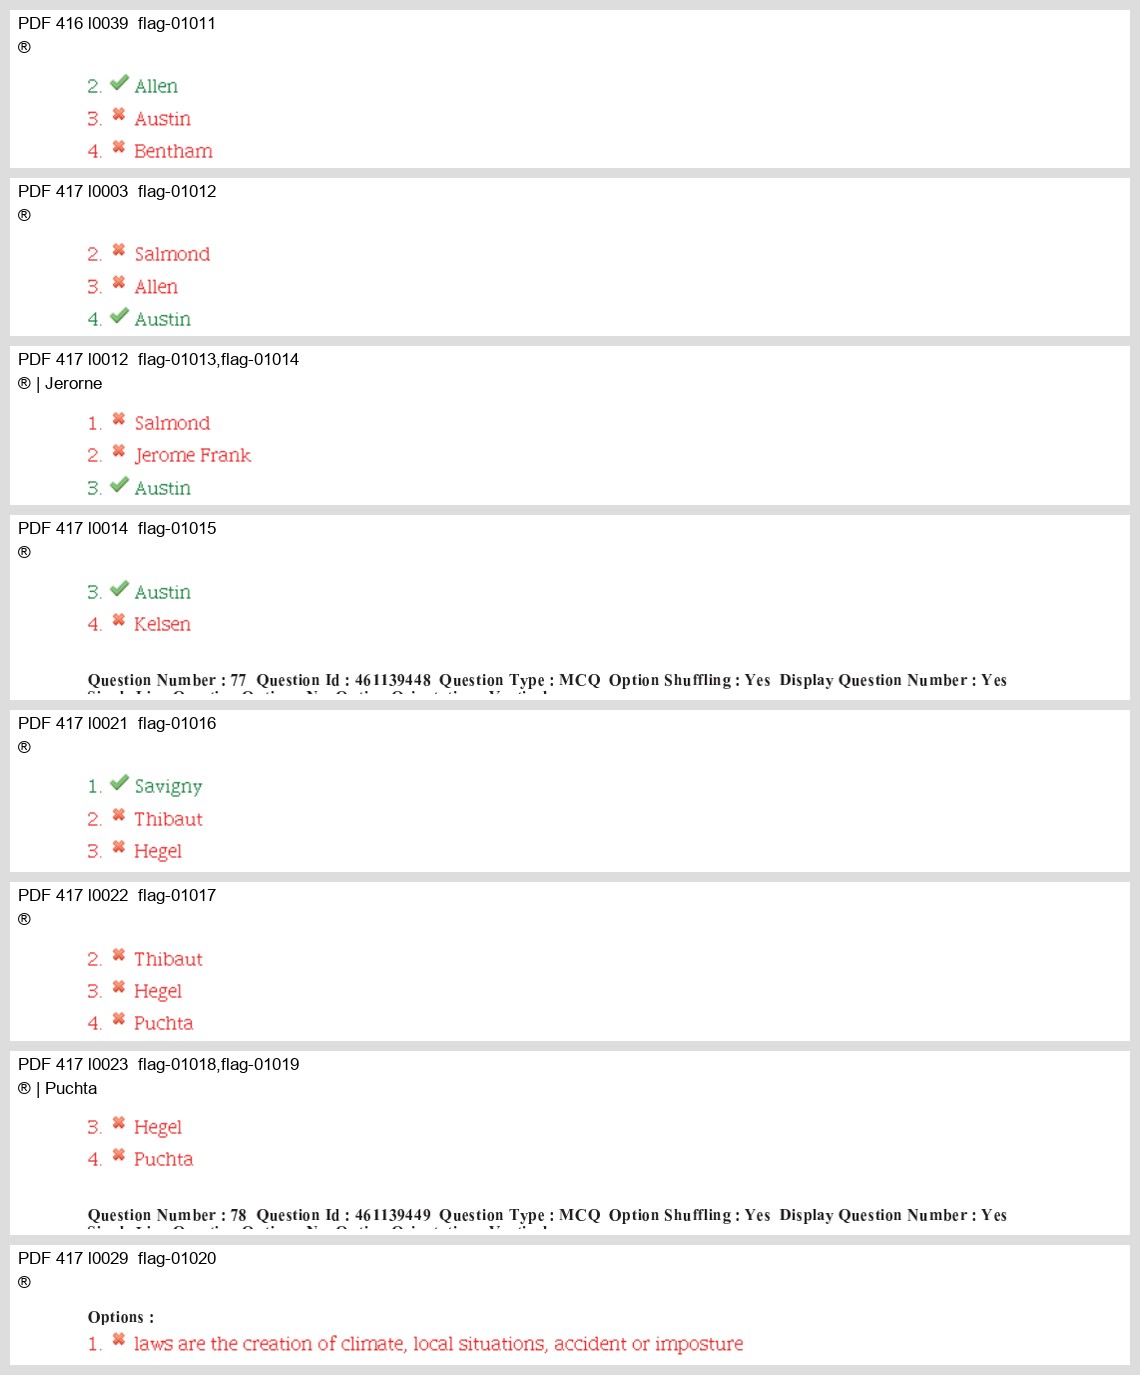 PDF 416 l0039 flag-01011
®
2. Allen
3. Austin
4. Bentham
PDF 417 l0003 flag-01012
®
2. Salmond
3. Allen
4. Austin
PDF 417 l0012 flag-01013,flag-01014
® | Jerorne
1. Salmond
2. Jerome Frank
3. Austin
PDF 417 l0014 flag-01015
®
3. Austin
4. Kelsen
Question Number : 77 Question Id : 461139448 Question Type : MCQ Option Shuffling : Yes Display Question Number : Yes
PDF 417 l0021 flag-01016
®
1. Savigny
2. Thibaut
3. Hegel
PDF 417 l0022 flag-01017
®
2. Thibaut
3. Hegel
4. Puchta
PDF 417 l0023 flag-01018,flag-01019
® | Puchta
3. Hegel
4. Puchta
Question Number : 78 Question Id : 461139449 Question Type : MCQ Option Shuffling : Yes Display Question Number : Yes
PDF 417 l0029 flag-01020
®
Options :
1. laws are the creation of climate, local situations, accident or imposture